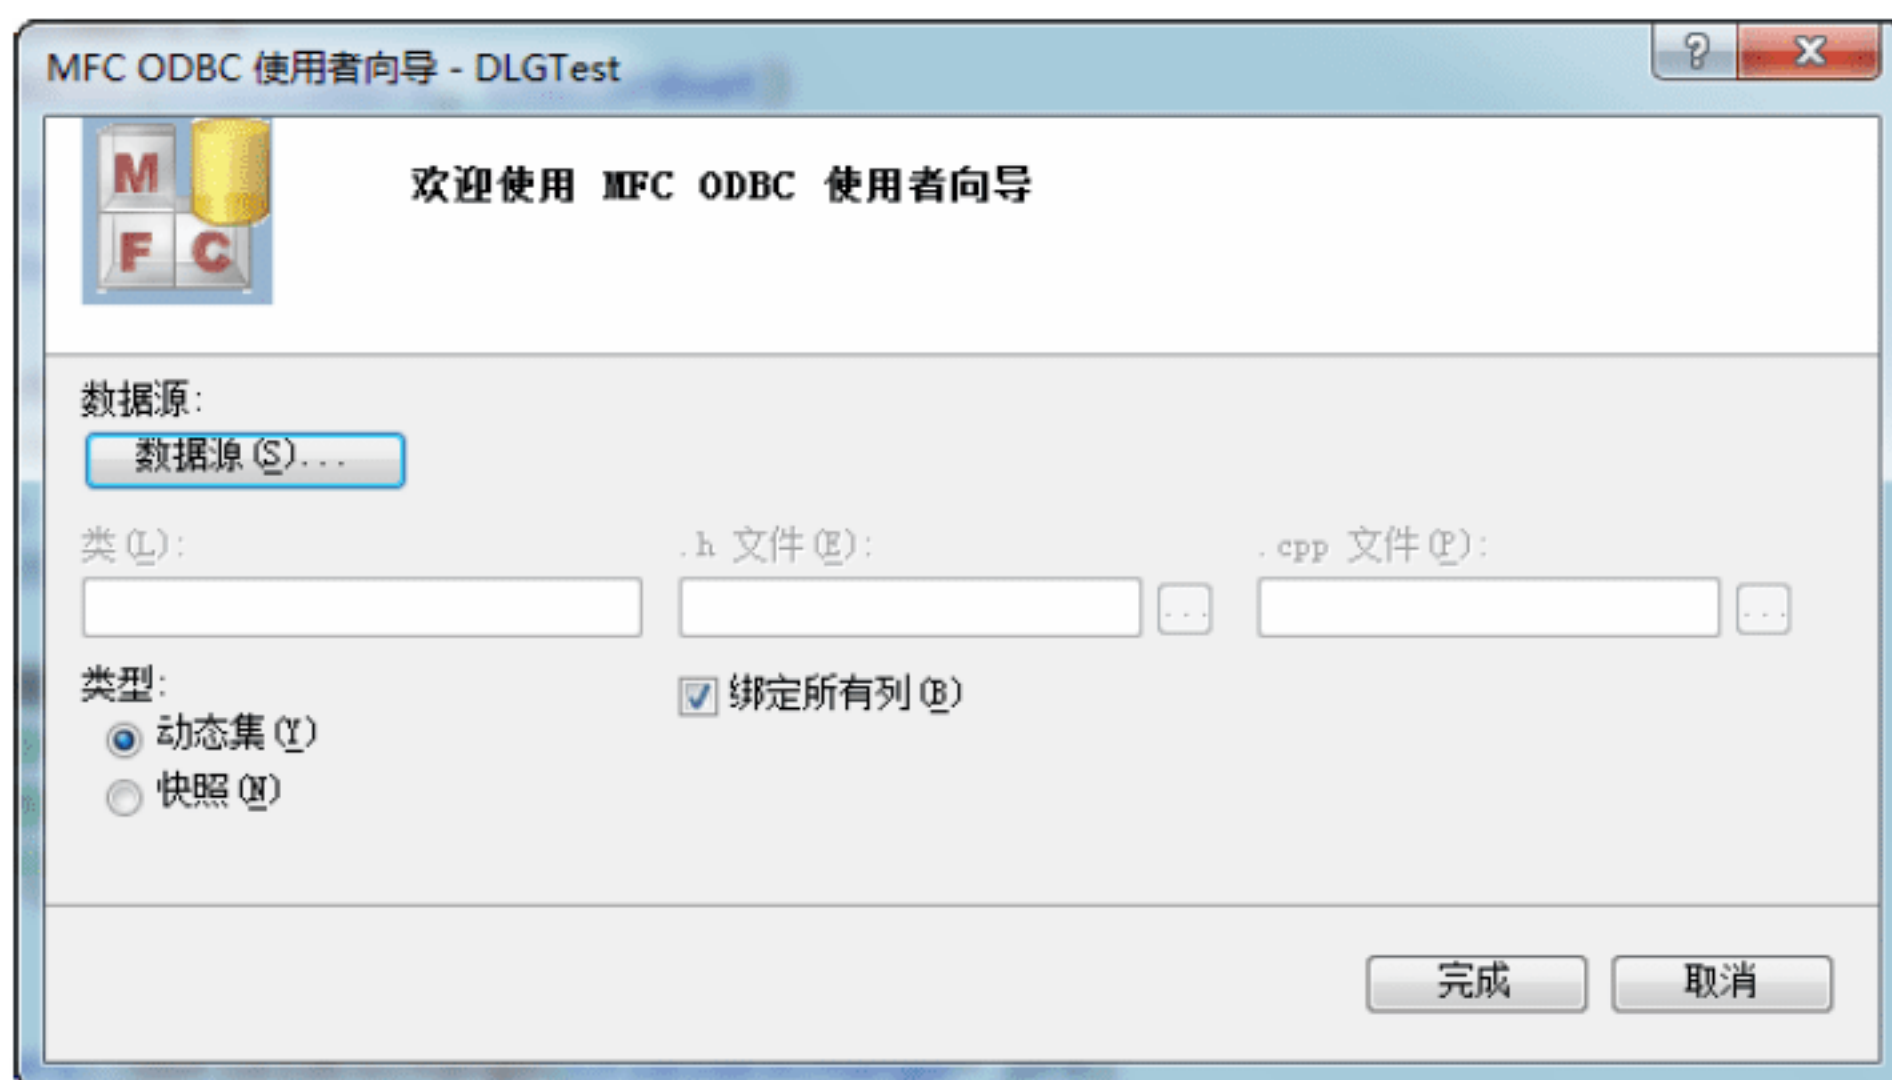 MFC ODBC 使用者向导 - DLGTest
M
F C
欢迎使用 MFC ODBC 使用者向导
数据源:
数据源(S)...
类(L): .h 文件(E): .cpp 文件(P):
... ...
类型: 绑定所有列(B)
动态集(Y)
快照(N)
完成 取消